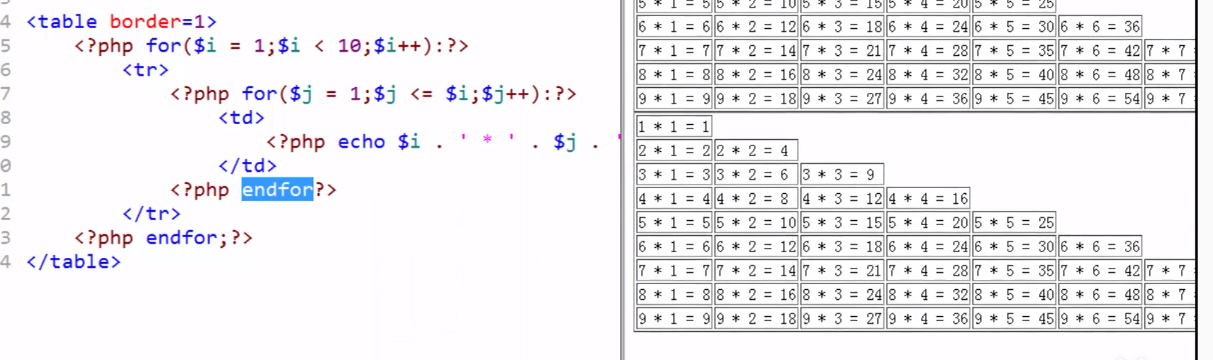 4 <table border=1>
5 <?php for($i = 1;$i < 10;$i++):?>
6 <tr>
7 <?php for($j = 1;$j <= $i;$j++):?>
8 <td>
9 <?php echo $i . ' * ' . $j . '
0 </td>
1 <?php endfor?>
2 </tr>
3 <?php endfor;?>
4 </table>
5 * 1 = 5 5 * 2 = 10 5 * 3 = 15 5 * 4 = 20 5 * 5 = 25
6 * 1 = 6 6 * 2 = 12 6 * 3 = 18 6 * 4 = 24 6 * 5 = 30 6 * 6 = 36
7 * 1 = 7 7 * 2 = 14 7 * 3 = 21 7 * 4 = 28 7 * 5 = 35 7 * 6 = 42 7 * 7 =
8 * 1 = 8 8 * 2 = 16 8 * 3 = 24 8 * 4 = 32 8 * 5 = 40 8 * 6 = 48 8 * 7
9 * 1 = 9 9 * 2 = 18 9 * 3 = 27 9 * 4 = 36 9 * 5 = 45 9 * 6 = 54 9 * 7 =
1 * 1 = 1
2 * 1 = 2 2 * 2 = 4
3 * 1 = 3 3 * 2 = 6 3 * 3 = 9
4 * 1 = 4 4 * 2 = 8 4 * 3 = 12 4 * 4 = 16
5 * 1 = 5 5 * 2 = 10 5 * 3 = 15 5 * 4 = 20 5 * 5 = 25
6 * 1 = 6 6 * 2 = 12 6 * 3 = 18 6 * 4 = 24 6 * 5 = 30 6 * 6 = 36
7 * 1 = 7 7 * 2 = 14 7 * 3 = 21 7 * 4 = 28 7 * 5 = 35 7 * 6 = 42 7 * 7 =
8 * 1 = 8 8 * 2 = 16 8 * 3 = 24 8 * 4 = 32 8 * 5 = 40 8 * 6 = 48 8 * 7
9 * 1 = 9 9 * 2 = 18 9 * 3 = 27 9 * 4 = 36 9 * 5 = 45 9 * 6 = 54 9 * 7 =